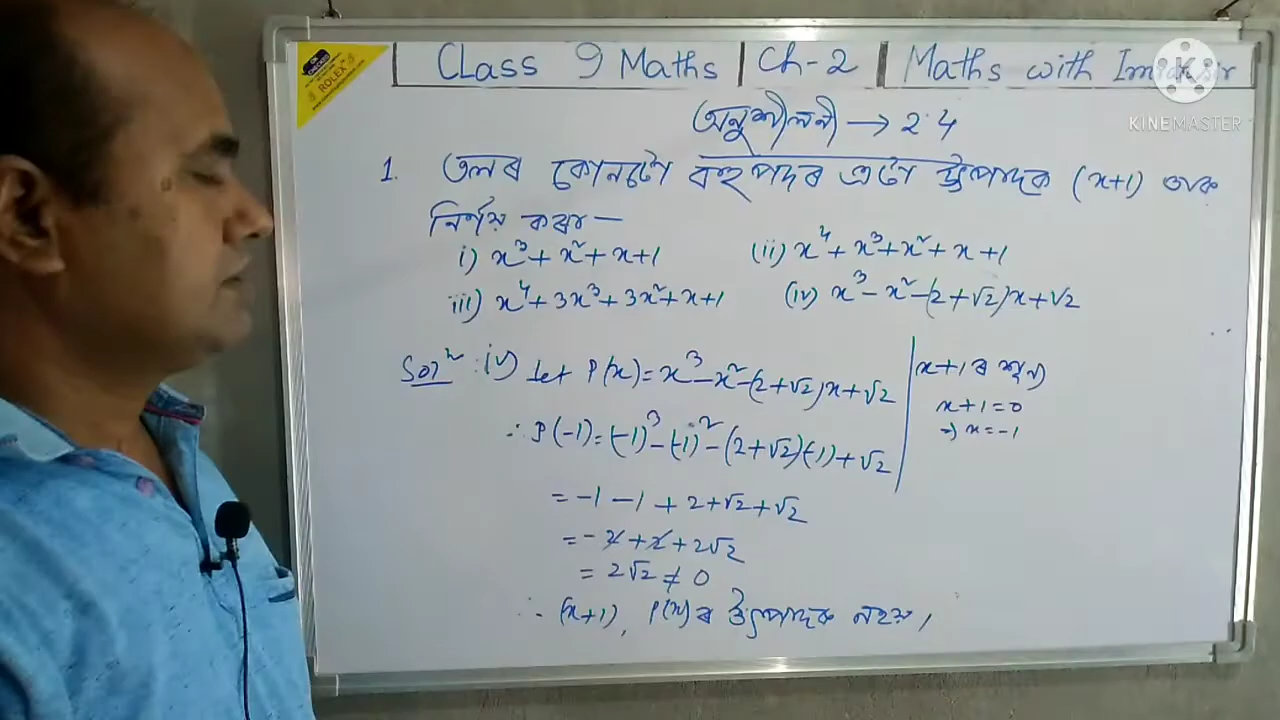 CLass 9 Maths | Ch-2 | Maths with Im
KINEMASTER
ROLEX
অনুশীলনী → 2.4
1. তলৰ কোনটো বহুপদৰ এটা উৎপাদক (x+1)
নিৰ্ণয় কৰা —
i) x³ + x² + x + 1 (ii) x⁴ + x³ + x² + x + 1
iii) x⁴ + 3x³ + 3x² + x + 1 (iv) x³ - x² - (2 + √2)x + √2
Solⁿ : iv) Let P(x) = x³ - x² - (2 + √2)x + √2 | x+1 ৰ শূন্য
x + 1 = 0
⇒ x = -1
∴ P(-1) = (-1)³ - (-1)² - (2 + √2)(-1) + √2
= -1 - 1 + 2 + √2 + √2
= -2 + 2 + 2√2
= 2√2 ≠ 0
∴ (x+1), P(x) ৰ উৎপাদক নহয়।